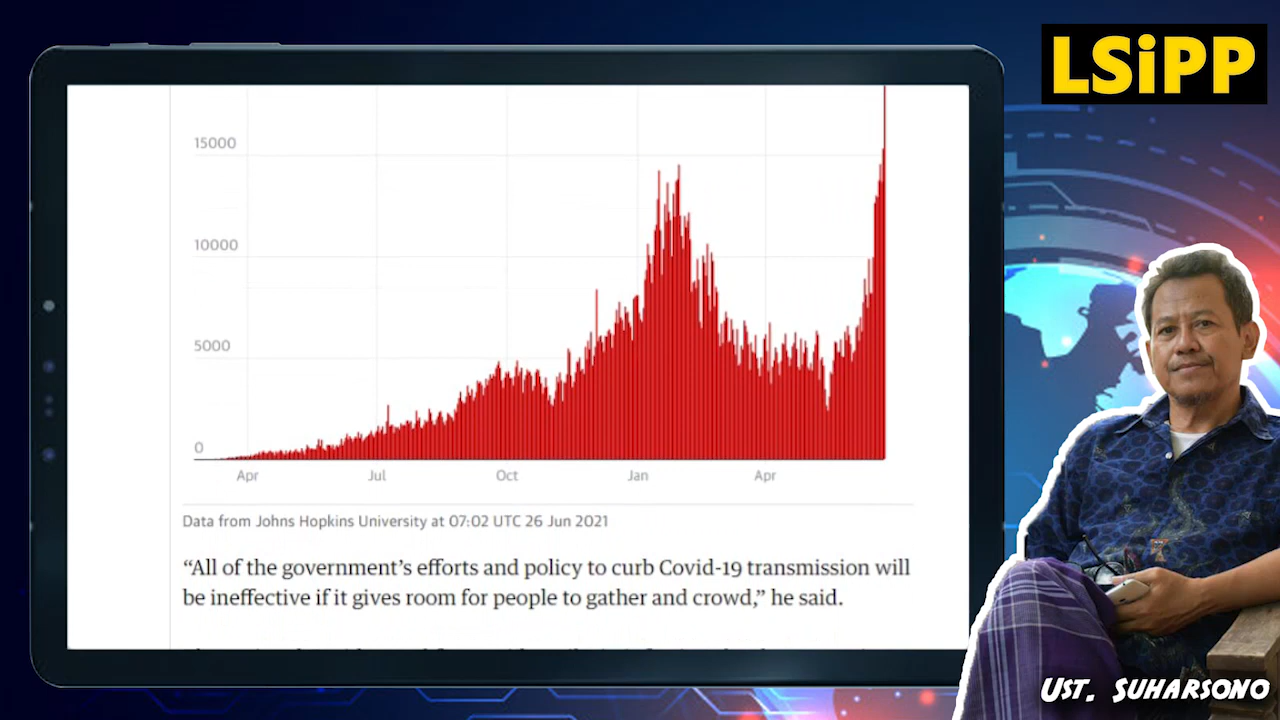 LSiPP
15000
10000
5000
0
Apr Jul Oct Jan Apr
Data from Johns Hopkins University at 07:02 UTC 26 Jun 2021
“All of the government’s efforts and policy to curb Covid-19 transmission will
be ineffective if it gives room for people to gather and crowd,” he said.
UST. SUHARSONO